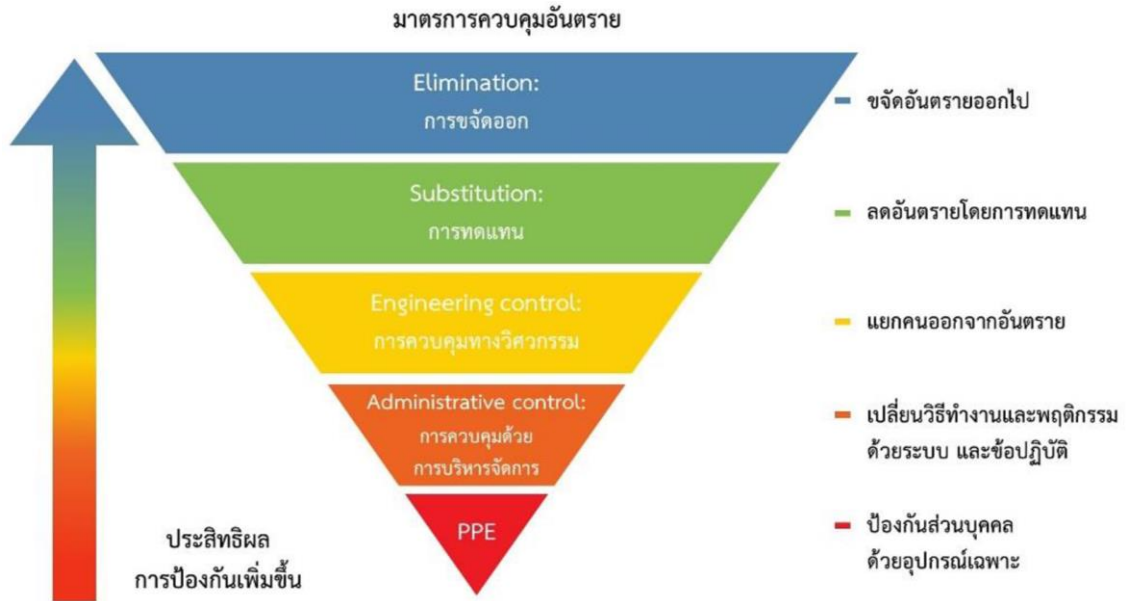 มาตรการควบคุมอันตราย
Elimination:
การขจัดออก
ขจัดอันตรายออกไป
Substitution:
การทดแทน
ลดอันตรายโดยการทดแทน
Engineering control:
การควบคุมทางวิศวกรรม
แยกคนออกจากอันตราย
Administrative control:
การควบคุมด้วย
การบริหารจัดการ
เปลี่ยนวิธีทำงานและพฤติกรรม
ด้วยระบบ และข้อปฏิบัติ
PPE
ป้องกันส่วนบุคคล
ด้วยอุปกรณ์เฉพาะ
ประสิทธิผล
การป้องกันเพิ่มขึ้น